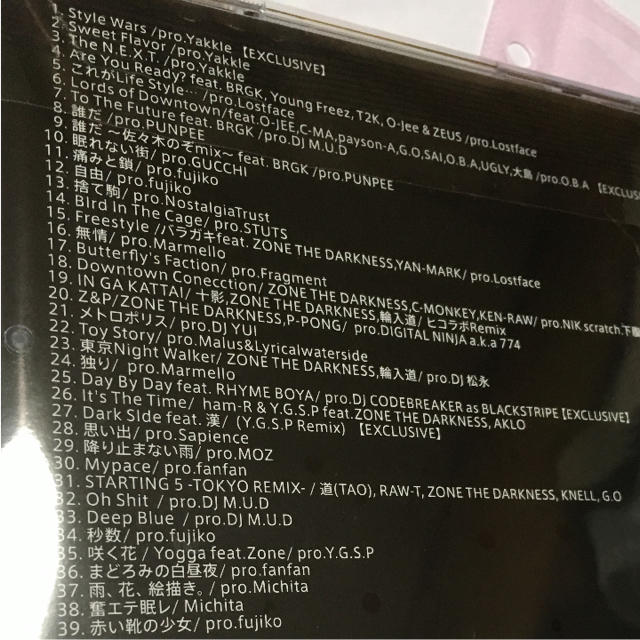 1. Style Wars /pro.Yakkle 【EXCLUSIVE】
2. Sweet Flavor /pro.Yakkle
3. The N.E.X.T. /pro.Yakkle
4. Are You Ready? feat. BRGK, Young Freez, T2K, O-Jee & ZEUS /pro.Lostface
5. これがLife Style… /pro.Lostface
6. Lords of Downtown/feat.O-JEE,C-MA,payson-A,G.O,SAI,O.B.A,UGLY,大島 /pro.O.B.A 【EXCLUS
7. To The Future feat. BRGK /pro.DJ M.U.D
8. 誰だ /pro.PUNPEE
9. 誰だ ～佐々木のぞmix～ feat. BRGK /pro.PUNPEE
10. 眠れない街/ pro.GUCCHI
11. 痛みと鎖/ pro.fujiko
12. 自由/ pro.fujiko
13. 捨て駒/ pro.NostalgiaTrust
14. BIrd In The Cage/ pro.STUTS
15. Freestyle /バラガキfeat. ZONE THE DARKNESS,YAN-MARK/ pro.Lostface
16. 無情/ pro.Marmello
17. Butterfly's Faction/ pro.Fragment
18. Downtown Conecction/ ZONE THE DARKNESS,C-MONKEY,KEN-RAW/ pro.NIK scratch.下
19. IN GA KATTAI/ 十影,ZONE THE DARKNESS,輪入道/ ヒコラボRemix
20. Z&P/ZONE THE DARKNESS,P-PONG/ pro.DIGITAL NINJA a.k.a 774
21. メトロポリス/ pro.DJ YUI
22. Toy Story/ pro.Malus&Lyricalwaterside
23. 東京Night Walker/ ZONE THE DARKNESS,輪入道/ pro.DJ 松永
24. 独り/ pro.Marmello
25. Day By Day feat. RHYME BOYA/ pro.DJ CODEBREAKER as BLACKSTRIPE【EXCLUSIVE】
26. It's The Time/ ham-R & Y.G.S.P feat.ZONE THE DARKNESS, AKLO
27. Dark SIde feat. 漢/ (Y.G.S.P Remix) 【EXCLUSIVE】
28. 思い出/ pro.Sapience
29. 降り止まない雨/ pro.MOZ
30. Mypace/ pro.fanfan
31. STARTING 5 -TOKYO REMIX- / 道(TAO), RAW-T, ZONE THE DARKNESS, KNELL, G.O
32. Oh Shit / pro.DJ M.U.D
33. Deep Blue / pro.DJ M.U.D
34. 秒数/ pro.fujiko
35. 咲く花/ Yogga feat.Zone/ pro.Y.G.S.P
36. まどろみの白昼夜/ pro.fanfan
37. 雨、花、絵描き。/ pro.Michita
38. 奮エテ眠レ/ Michita
39. 赤い靴の少女/ pro.fujiko